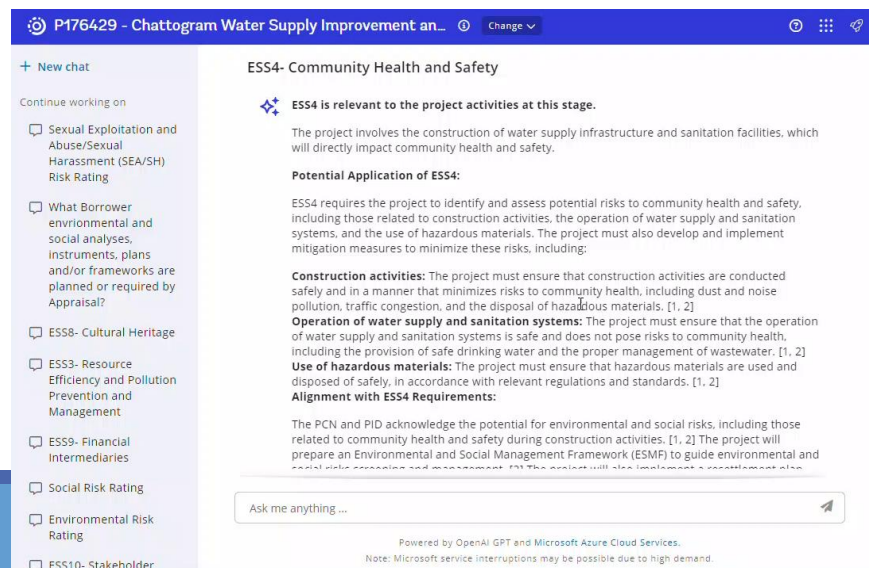 P176429 - Chattogram Water Supply Improvement an...
Change
+ New chat
Continue working on
Sexual Exploitation and
Abuse/Sexual
Harassment (SEA/SH)
Risk Rating
What Borrower
envrionmental and
social analyses,
instruments, plans
and/or frameworks are
planned or required by
Appraisal?
ESS8- Cultural Heritage
ESS3- Resource
Efficiency and Pollution
Prevention and
Management
ESS9- Financial
Intermediaries
Social Risk Rating
Environmental Risk
Rating
ESS10- Stakeholder
ESS4- Community Health and Safety
ESS4 is relevant to the project activities at this stage.
The project involves the construction of water supply infrastructure and sanitation facilities, which
will directly impact community health and safety.
Potential Application of ESS4:
ESS4 requires the project to identify and assess potential risks to community health and safety,
including those related to construction activities, the operation of water supply and sanitation
systems, and the use of hazardous materials. The project must also develop and implement
mitigation measures to minimize these risks, including:
Construction activities: The project must ensure that construction activities are conducted
safely and in a manner that minimizes risks to community health, including dust and noise
pollution, traffic congestion, and the disposal of hazardous materials. [1, 2]
Operation of water supply and sanitation systems: The project must ensure that the operation
of water supply and sanitation systems is safe and does not pose risks to community health,
including the provision of safe drinking water and the proper management of wastewater. [1, 2]
Use of hazardous materials: The project must ensure that hazardous materials are used and
disposed of safely, in accordance with relevant regulations and standards. [1, 2]
Alignment with ESS4 Requirements:
The PCN and PID acknowledge the potential for environmental and social risks, including those
related to community health and safety during construction activities. [1, 2] The project will
prepare an Environmental and Social Management Framework (ESMF) to guide environmental and
social risks screening and management. [2] The project will also implement a resettlement plan
Ask me anything ...
Powered by OpenAI GPT and Microsoft Azure Cloud Services.
Note: Microsoft service interruptions may be possible due to high demand.